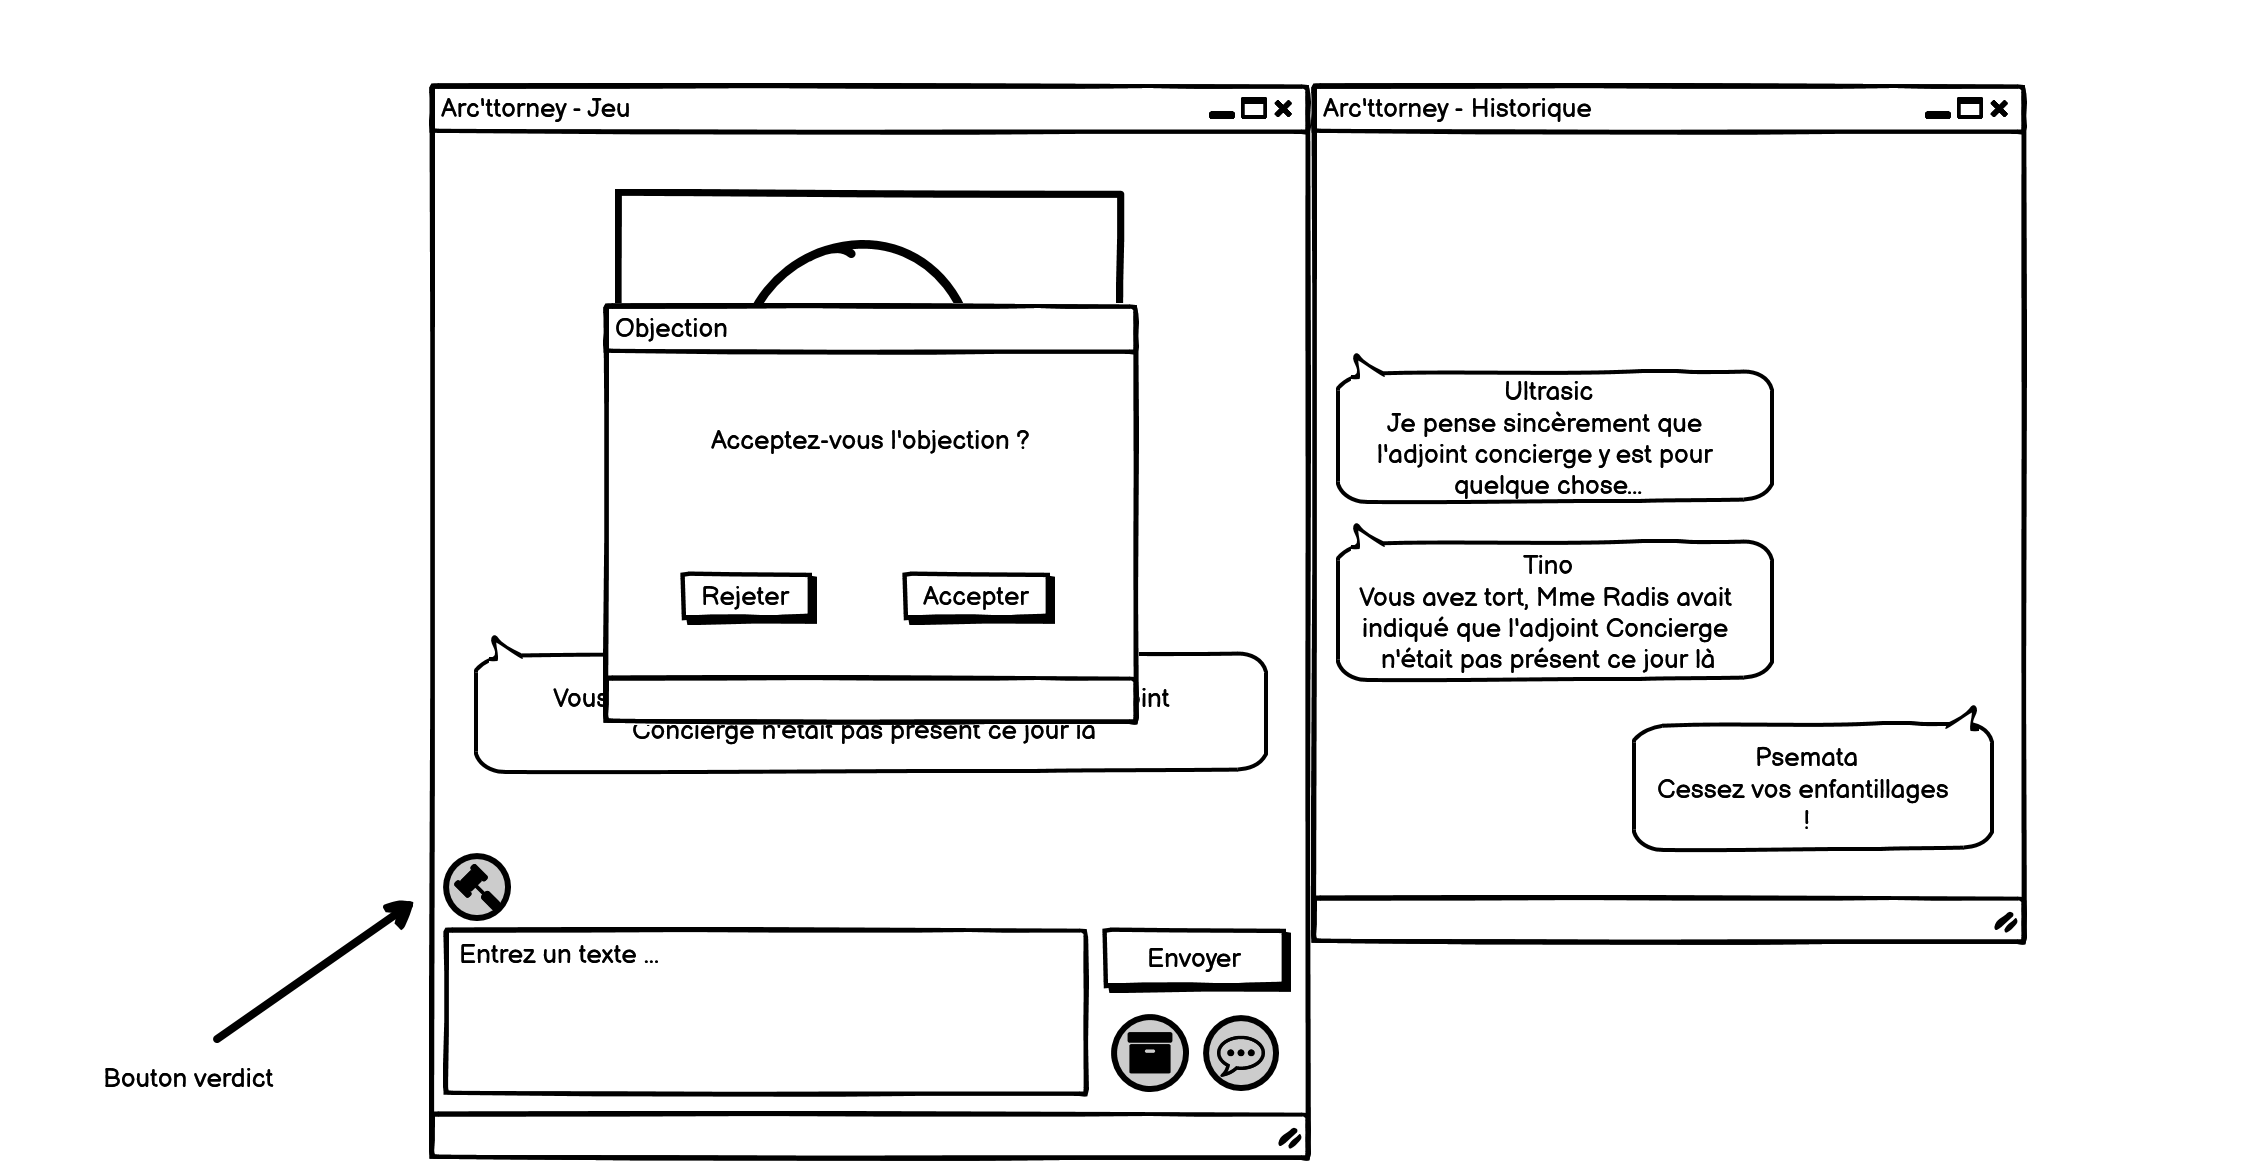 Arc'ttorney - Jeu
Objection
Acceptez-vous l'objection ?
Rejeter
Accepter
Vous
Concierge n'était pas présent ce jour là
Entrez un texte ...
Envoyer
Bouton verdict
Arc'ttorney - Historique
Ultrasic
Je pense sincèrement que
l'adjoint concierge y est pour
quelque chose...
Tino
Vous avez tort, Mme Radis avait
indiqué que l'adjoint Concierge
n'était pas présent ce jour là
Psemata
Cessez vos enfantillages
!